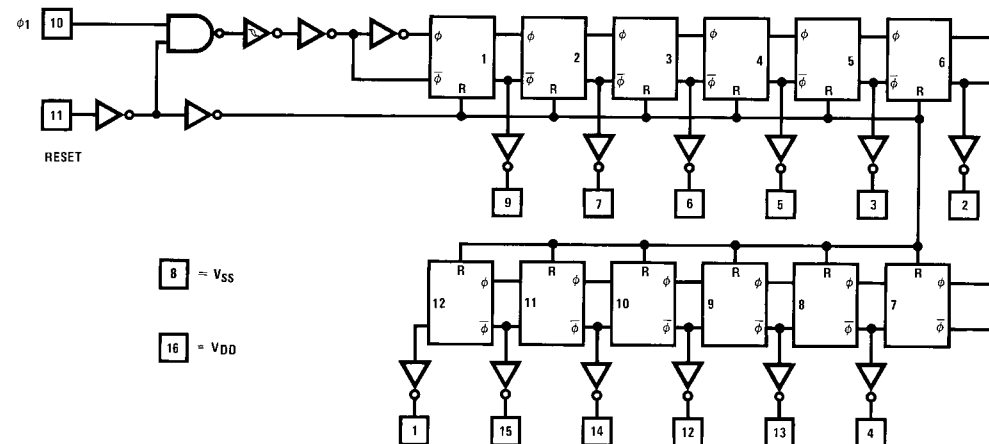 φ1 10
φ φ φ φ φ φ
1 2 3 4 5 6
φ̅ φ̅ φ̅ φ̅ φ̅ φ̅
R R R R R R
11
RESET
9 7 6 5 3 2
8 = VSS
R R R R R R
φ φ φ φ φ φ
12 11 10 9 8 7
φ̅ φ̅ φ̅ φ̅ φ̅ φ̅
16 = VDD
1 15 14 12 13 4